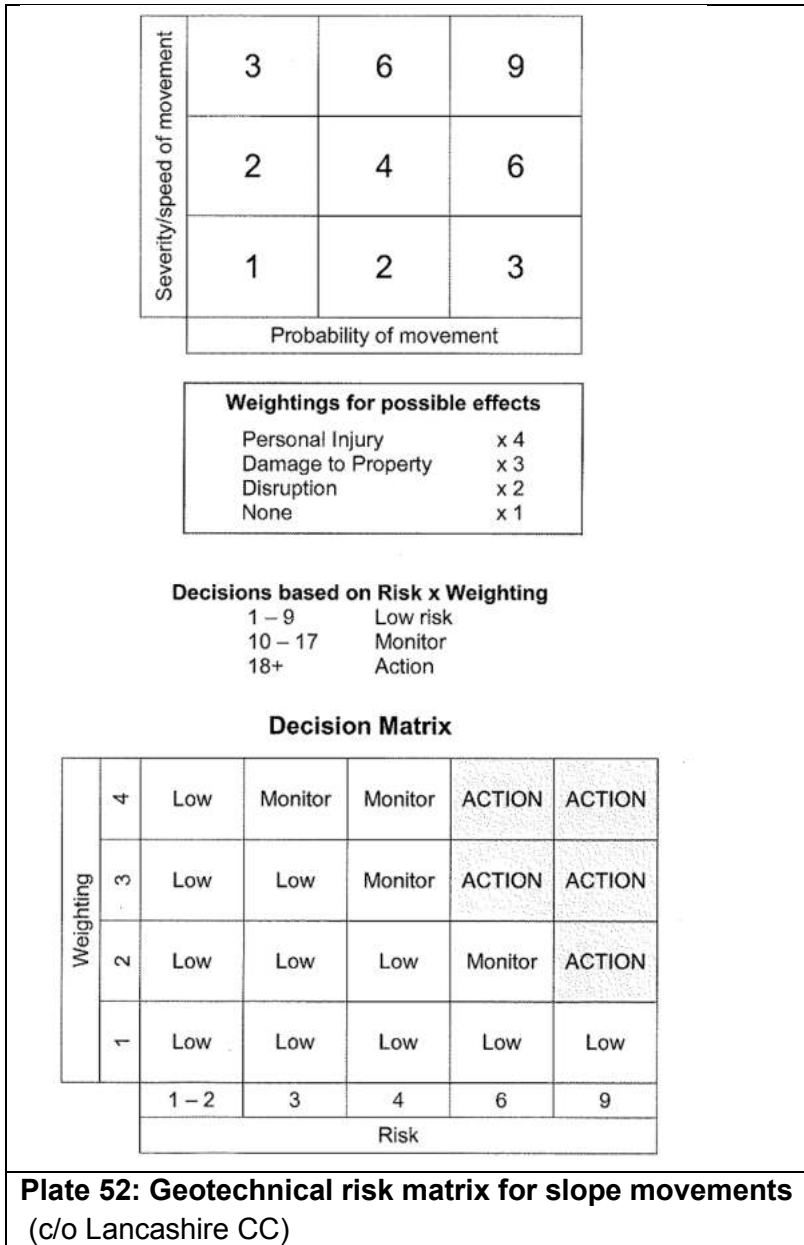 Severity/speed of movement
3 6 9
2 4 6
1 2 3
Probability of movement
Weightings for possible effects
Personal Injury x 4
Damage to Property x 3
Disruption x 2
None x 1
Decisions based on Risk x Weighting
1 – 9 Low risk
10 – 17 Monitor
18+ Action
Decision Matrix
Weighting
4 Low Monitor Monitor ACTION ACTION
3 Low Low Monitor ACTION ACTION
2 Low Low Low Monitor ACTION
1 Low Low Low Low Low
1 – 2 3 4 6 9
Risk
Plate 52: Geotechnical risk matrix for slope movements
(c/o Lancashire CC)